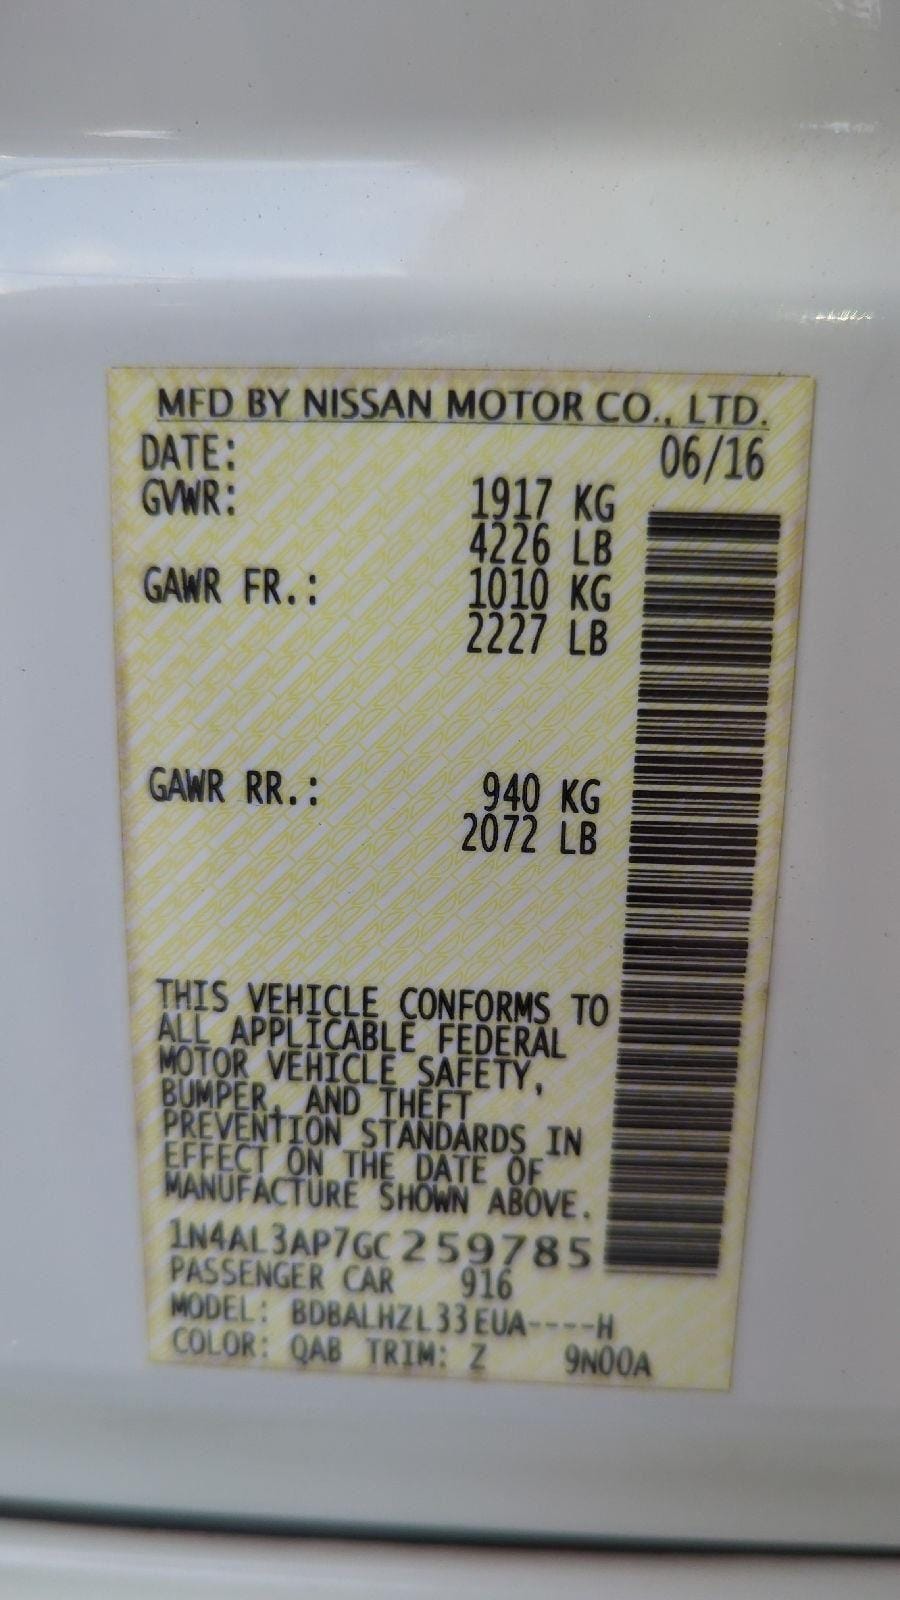 MFD BY NISSAN MOTOR CO., LTD.
DATE: 06/16
GVWR: 1917 KG
4226 LB
GAWR FR.: 1010 KG
2227 LB
GAWR RR.: 940 KG
2072 LB
THIS VEHICLE CONFORMS TO
ALL APPLICABLE FEDERAL
MOTOR VEHICLE SAFETY,
BUMPER, AND THEFT
PREVENTION STANDARDS IN
EFFECT ON THE DATE OF
MANUFACTURE SHOWN ABOVE.
1N4AL3AP7GC259785
PASSENGER CAR 916
MODEL: BDBALHZL33EUA----H
COLOR: QAB TRIM: Z 9N00A